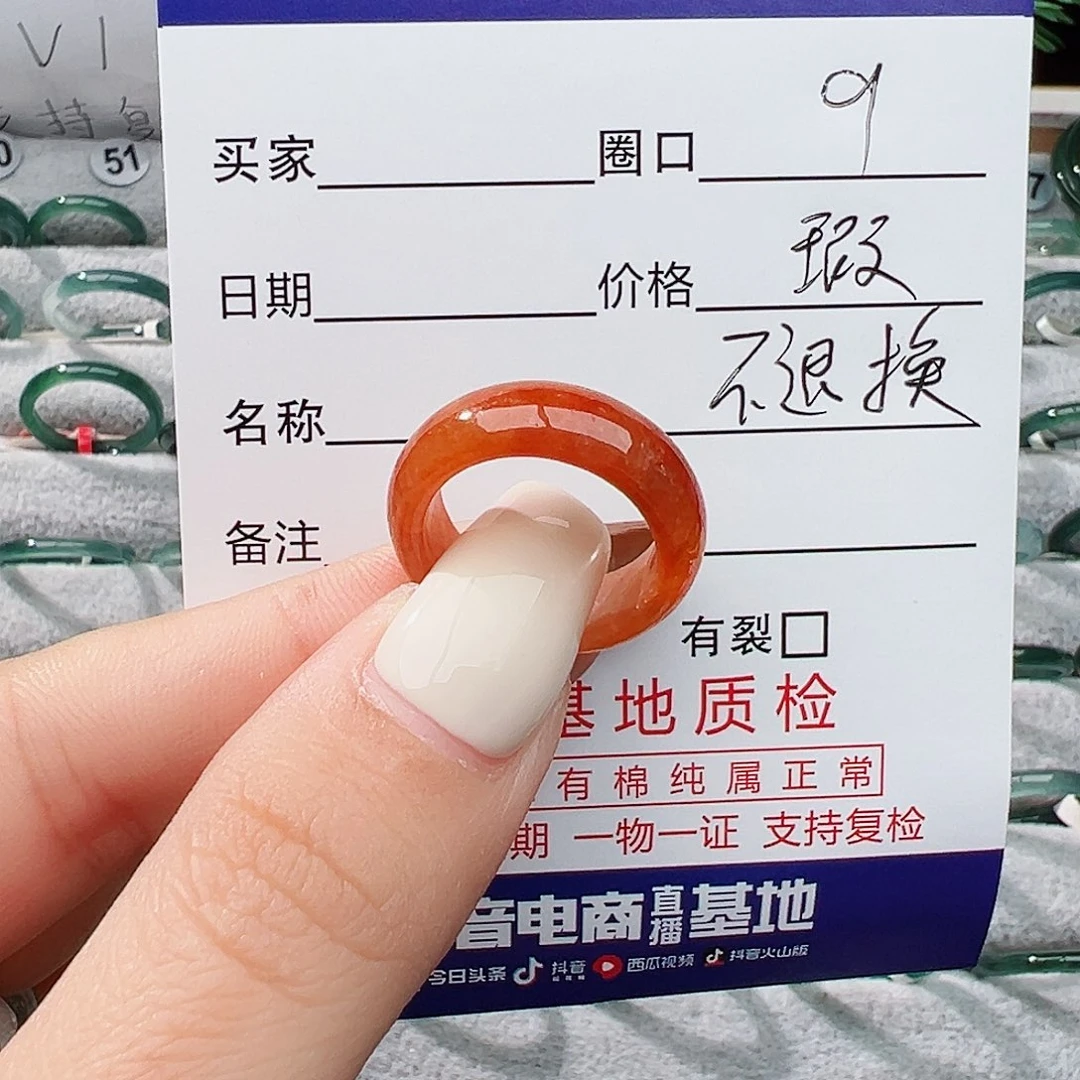 V1
持复
51
买家 圈口 9
日期 价格 瑕
不退换
名称
备注
有裂
基地质检
有棉纯属正常
期 一物一证 支持复检
音电商直播基地
今日头条 抖音 西瓜视频 抖音火山版